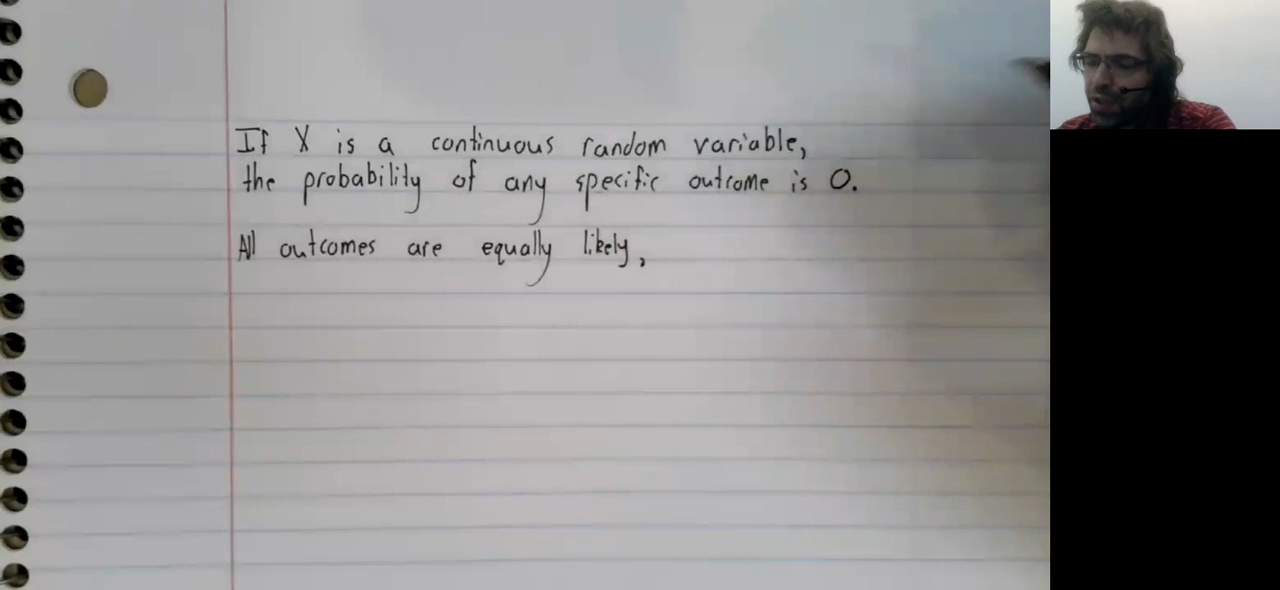 If X is a continuous random variable,
the probability of any specific outcome is 0.
All outcomes are equally likely,